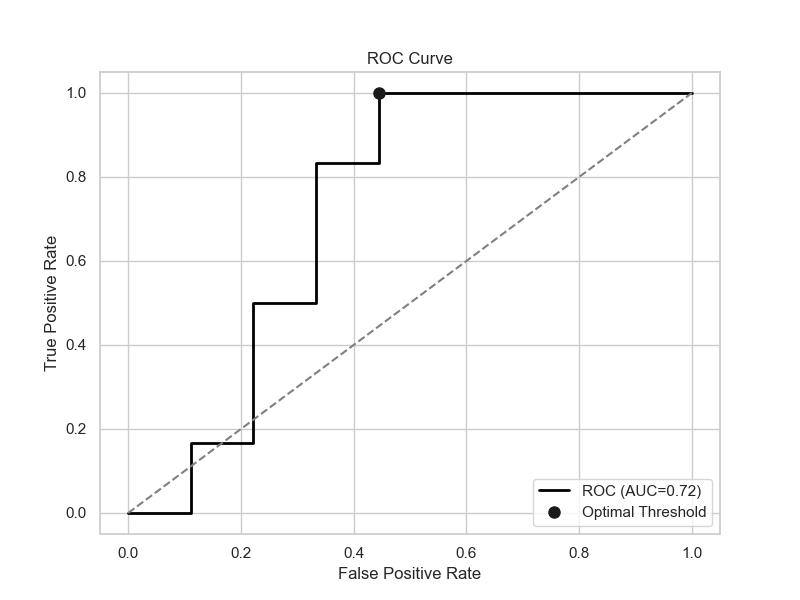 ROC Curve
1.0
0.8
0.6
0.4
0.2
0.0
True Positive Rate
0.0 0.2 0.4 0.6 0.8 1.0
False Positive Rate
ROC (AUC=0.72)
Optimal Threshold